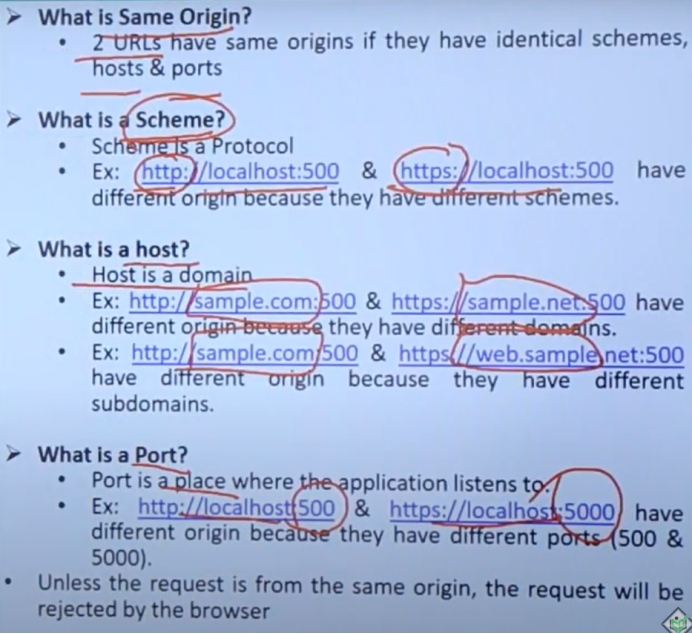 What is Same Origin?
2 URLs have same origins if they have identical schemes,
hosts & ports
What is a Scheme?
Scheme is a Protocol
Ex: http://localhost:500 & https://localhost:500 have
different origin because they have different schemes.
What is a host?
Host is a domain
Ex: http://sample.com:500 & https://sample.net:500 have
different origin because they have different domains.
Ex: http://sample.com:500 & https://web.sample.net:500
have different origin because they have different
subdomains.
What is a Port?
Port is a place where the application listens to.
Ex: http://localhost:500 & https://localhost:5000 have
different origin because they have different ports (500 &
5000).
Unless the request is from the same origin, the request will be
rejected by the browser